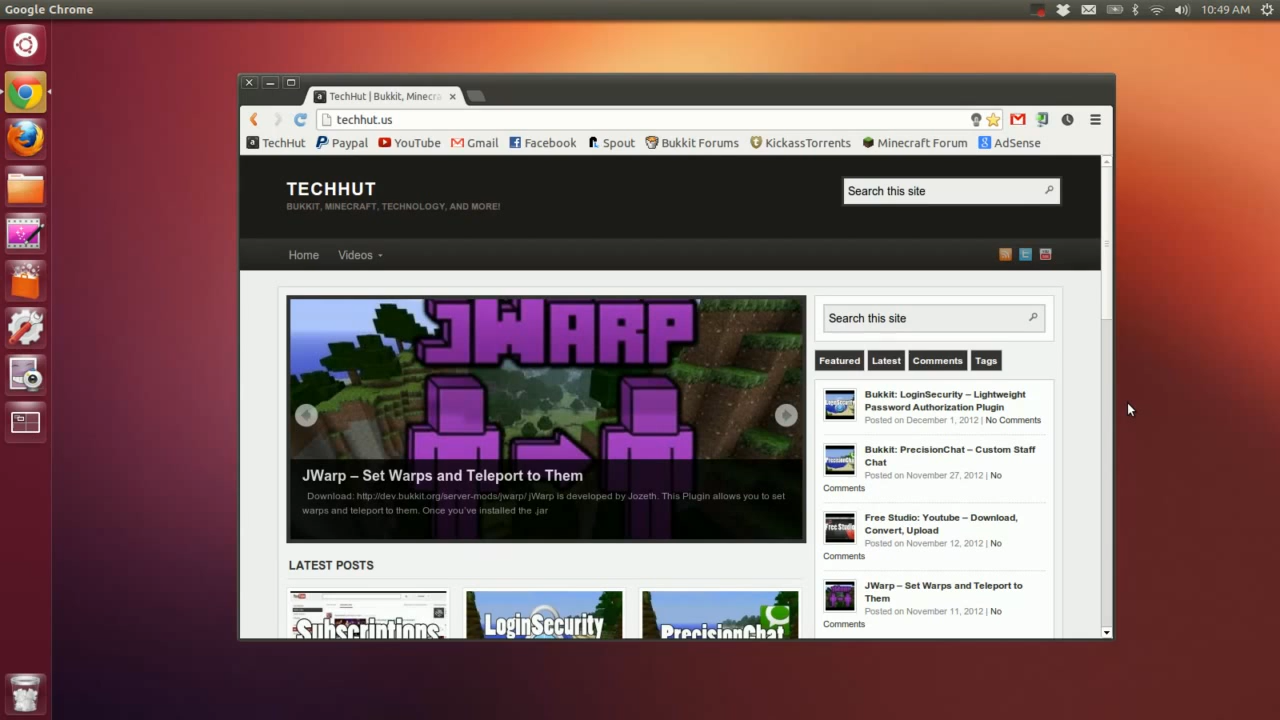 Google Chrome
10:49 AM
TechHut | Bukkit, Minecra
techhut.us
TechHut Paypal YouTube Gmail Facebook Spout Bukkit Forums KickassTorrents Minecraft Forum AdSense
TECHHUT
BUKKIT, MINECRAFT, TECHNOLOGY, AND MORE!
Search this site
Home Videos
JWARP
JWarp – Set Warps and Teleport to Them
Download: http://dev.bukkit.org/server-mods/jwarp/ jWarp is developed by Jozeth. This Plugin allows you to set
warps and teleport to them. Once you've installed the .jar
LATEST POSTS
Subscriptions
LoginSecurity
PrecisionChat
Search this site
Featured Latest Comments Tags
Bukkit: LoginSecurity – Lightweight
Password Authorization Plugin
Posted on December 1, 2012 | No Comments
Bukkit: PrecisionChat – Custom Staff
Chat
Posted on November 27, 2012 | No
Comments
Free Studio: Youtube – Download,
Convert, Upload
Posted on November 12, 2012 | No
Comments
JWarp – Set Warps and Teleport to
Them
Posted on November 11, 2012 | No
Comments